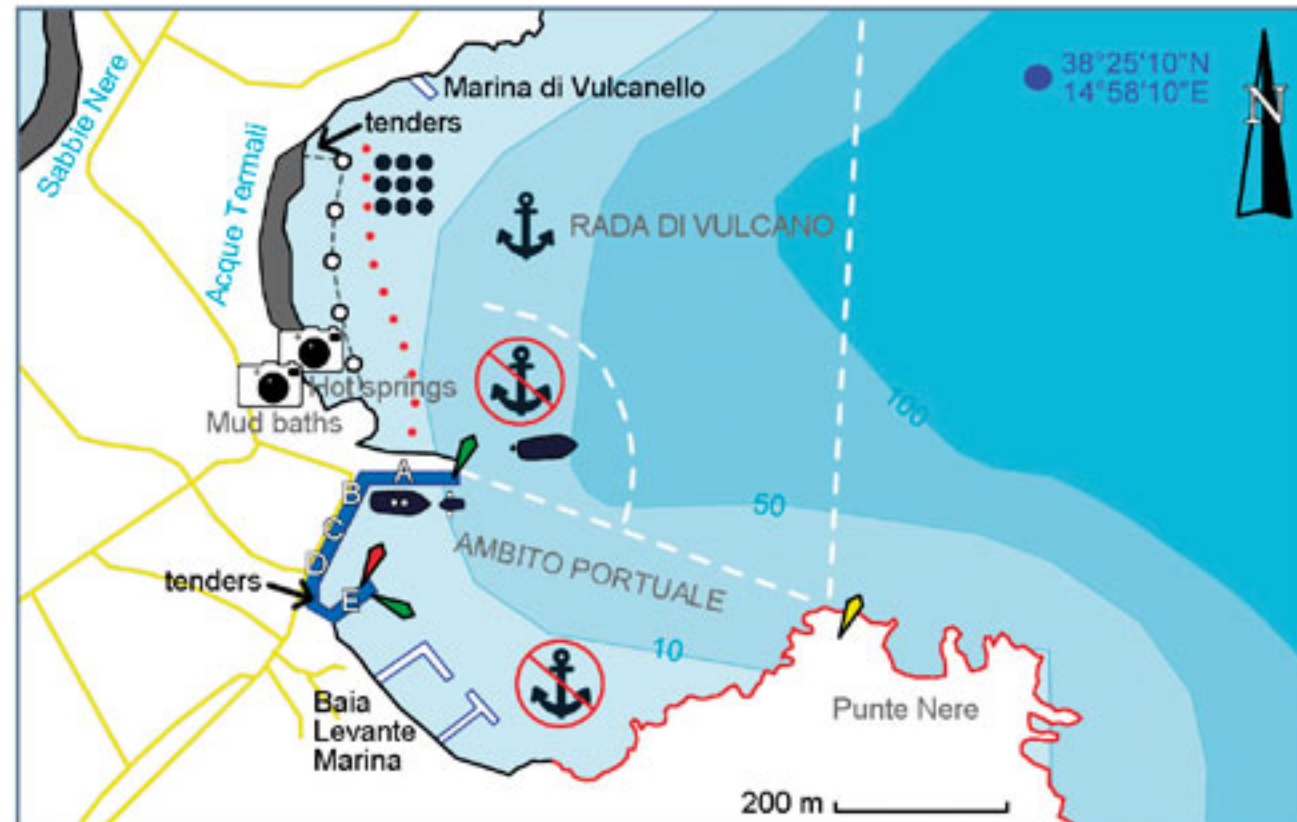 38°25'10"N
14°58'10"E
N
Marina di Vulcanello
tenders
Sabbie Nere
Acque Termali
RADA DI VULCANO
Hot springs
Mud baths
100
A
B
C
D
E
50
AMBITO PORTUALE
tenders
10
Baia
Levante
Marina
Punte Nere
200 m